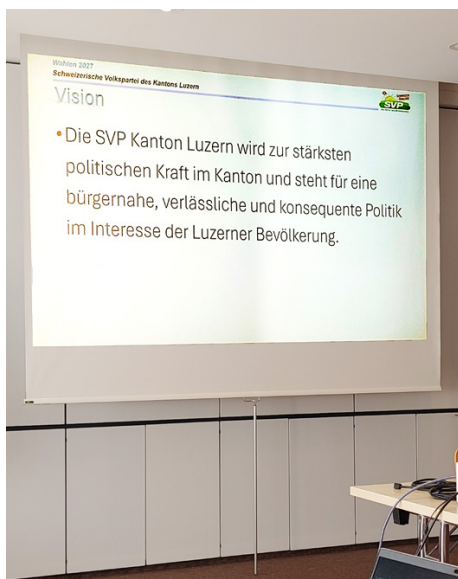 Wahlen 2027
Schweizerische Volkspartei des Kantons Luzern
Vision
SVP
• Die SVP Kanton Luzern wird zur stärksten
politischen Kraft im Kanton und steht für eine
bürgernahe, verlässliche und konsequente Politik
im Interesse der Luzerner Bevölkerung.